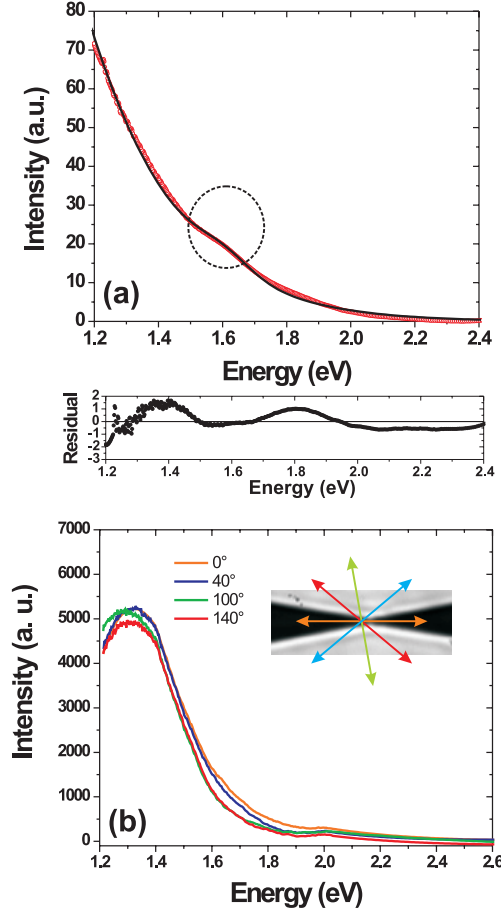 80
70
60
50
40
30
20
10
0
Intensity (a.u.)
(a)
1.2 1.4 1.6 1.8 2.0 2.2 2.4
Energy (eV)
2
1
0
-1
-2
-3
Residual
1.2 1.4 1.6 1.8 2.0 2.2 2.4
Energy (eV)
7000
6000
5000
4000
3000
2000
1000
0
Intensity (a. u.)
0°
40°
100°
140°
(b)
1.2 1.4 1.6 1.8 2.0 2.2 2.4 2.6
Energy (eV)